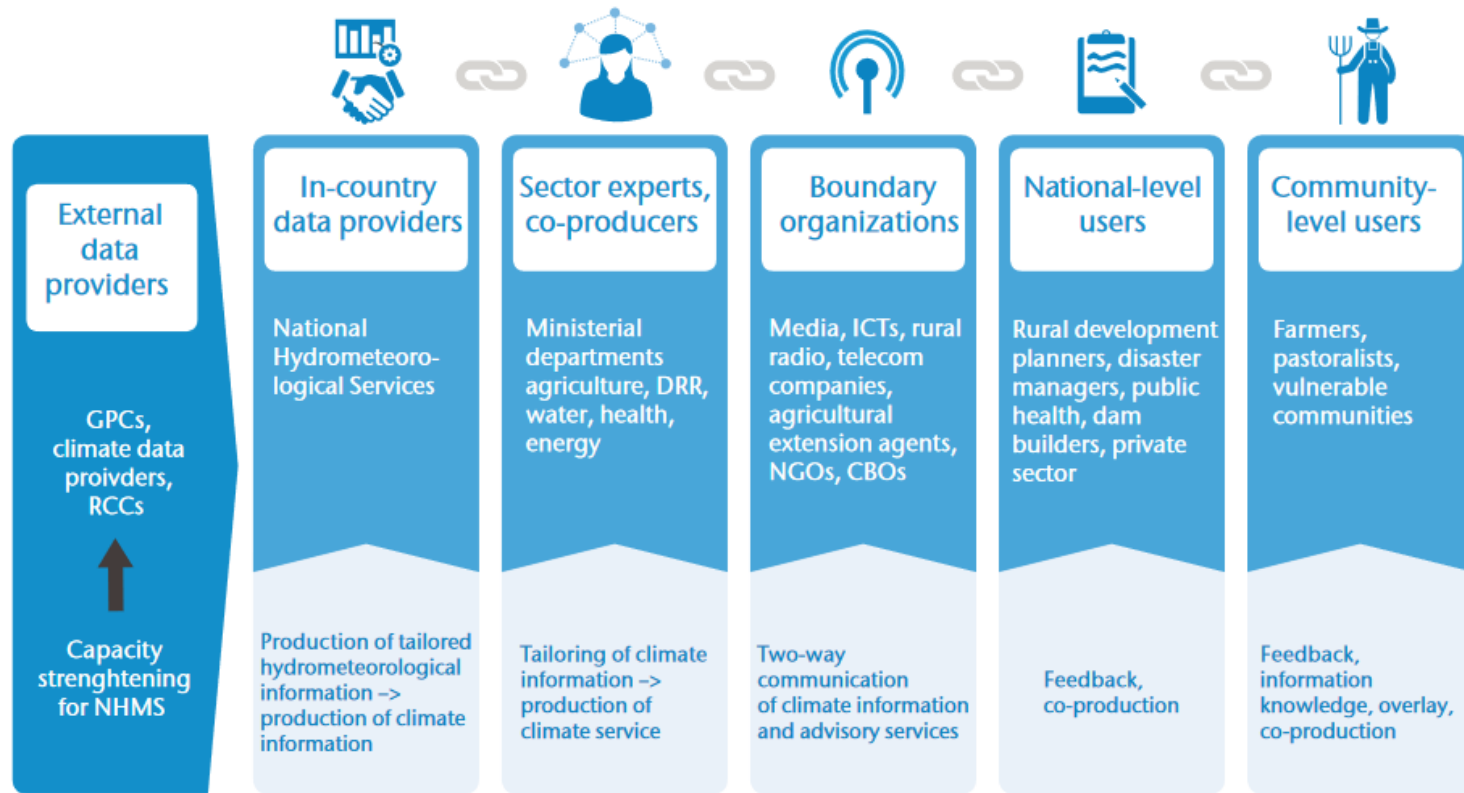 External
data
providers
GPCs,
climate data
proivders,
RCCs
Capacity
strenghtening
for NHMS
In-country
data providers
National
Hydrometeoro-
logical Services
Production of tailored
hydrometeorological
information –>
production of climate
information
Sector experts,
co-producers
Ministerial
departments
agriculture, DRR,
water, health,
energy
Tailoring of climate
information –>
production of
climate service
Boundary
organizations
Media, ICTs, rural
radio, telecom
companies,
agricultural
extension agents,
NGOs, CBOs
Two-way
communication
of climate information
and advisory services
National-level
users
Rural development
planners, disaster
managers, public
health, dam
builders, private
sector
Feedback,
co-production
Community-
level users
Farmers,
pastoralists,
vulnerable
communities
Feedback,
information
knowledge, overlay,
co-production